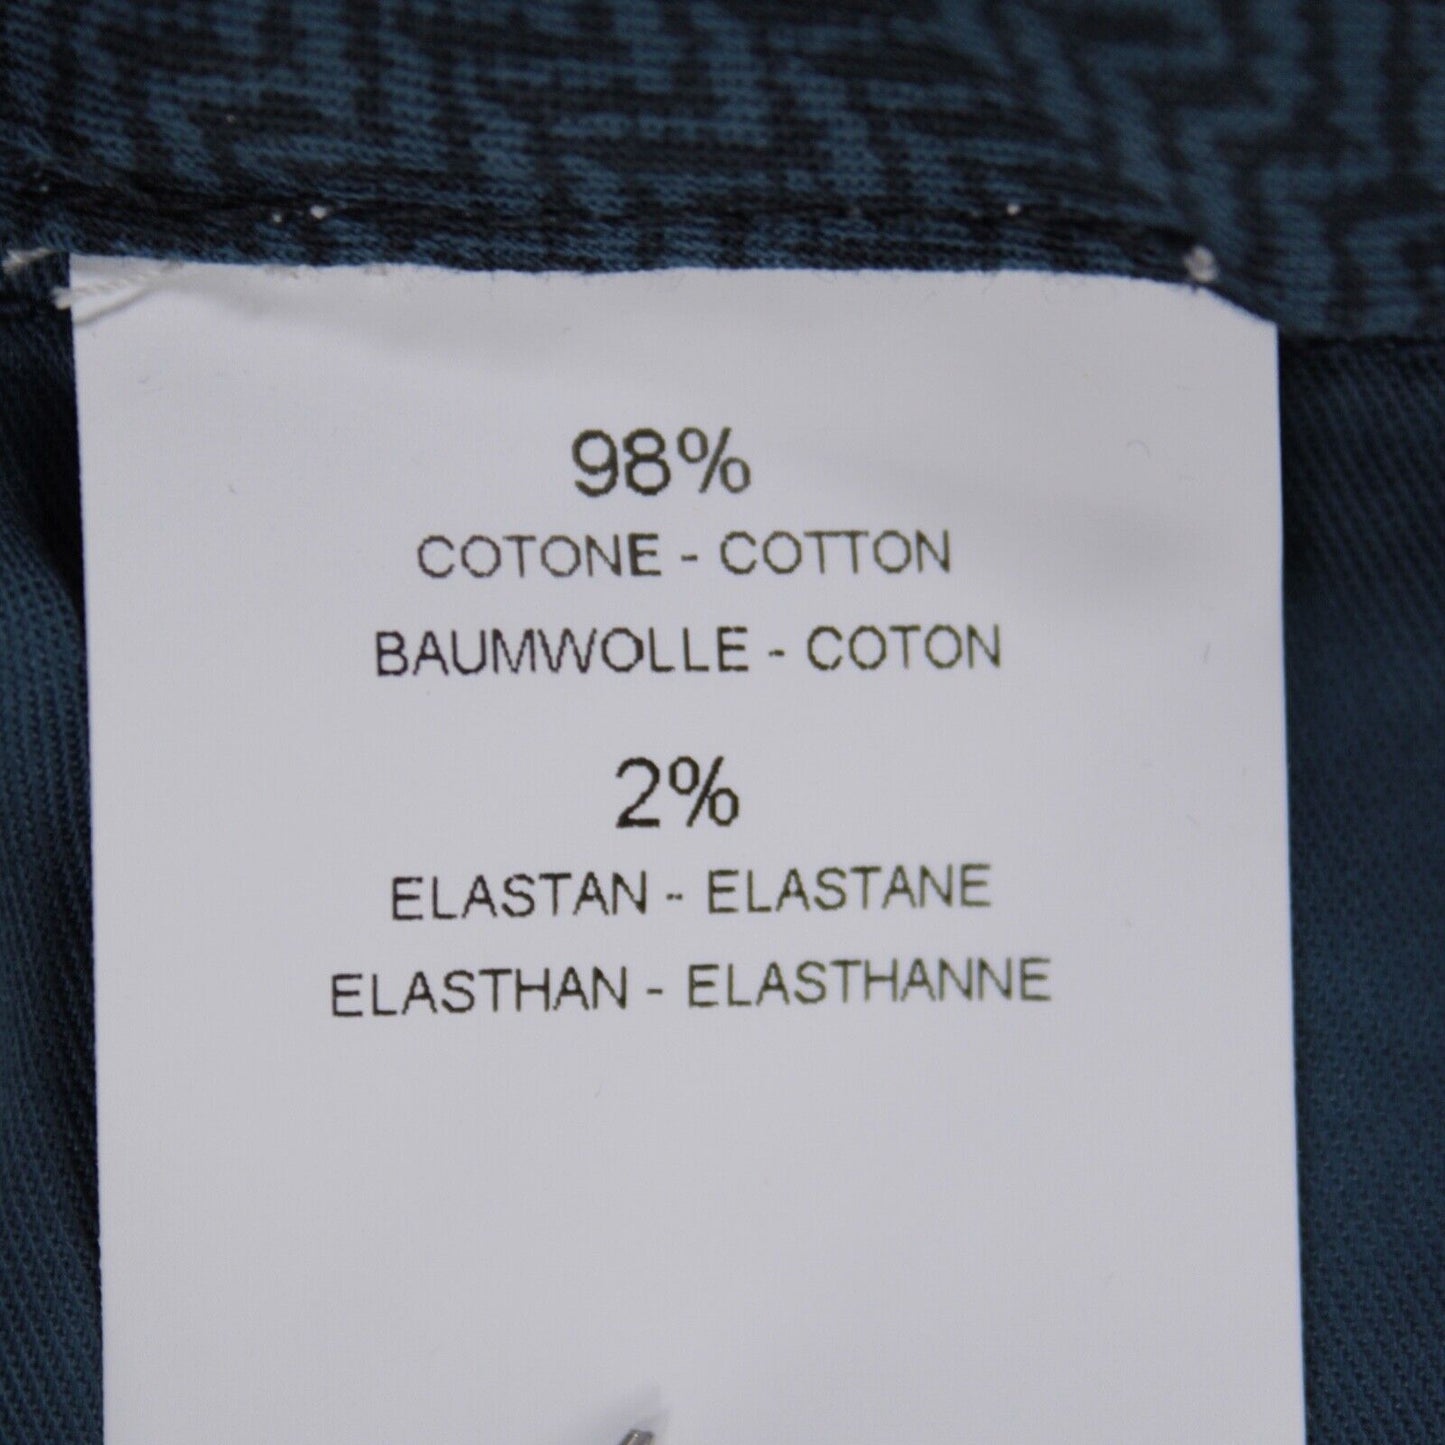 98%
COTONE - COTTON
BAUMWOLLE - COTON
2%
ELASTAN - ELASTANE
ELASTHAN - ELASTHANNE